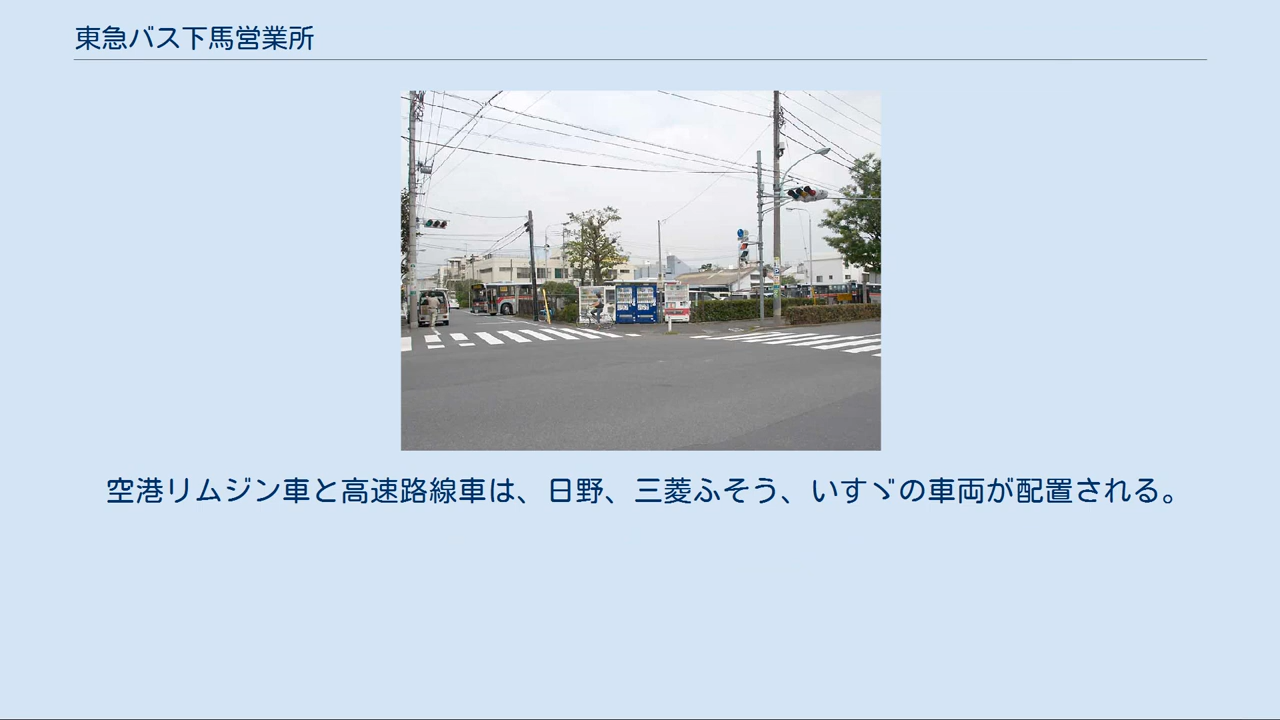 東急バス下馬営業所
空港リムジン車と高速路線車は、日野、三菱ふそう、いすゞの車両が配置される。